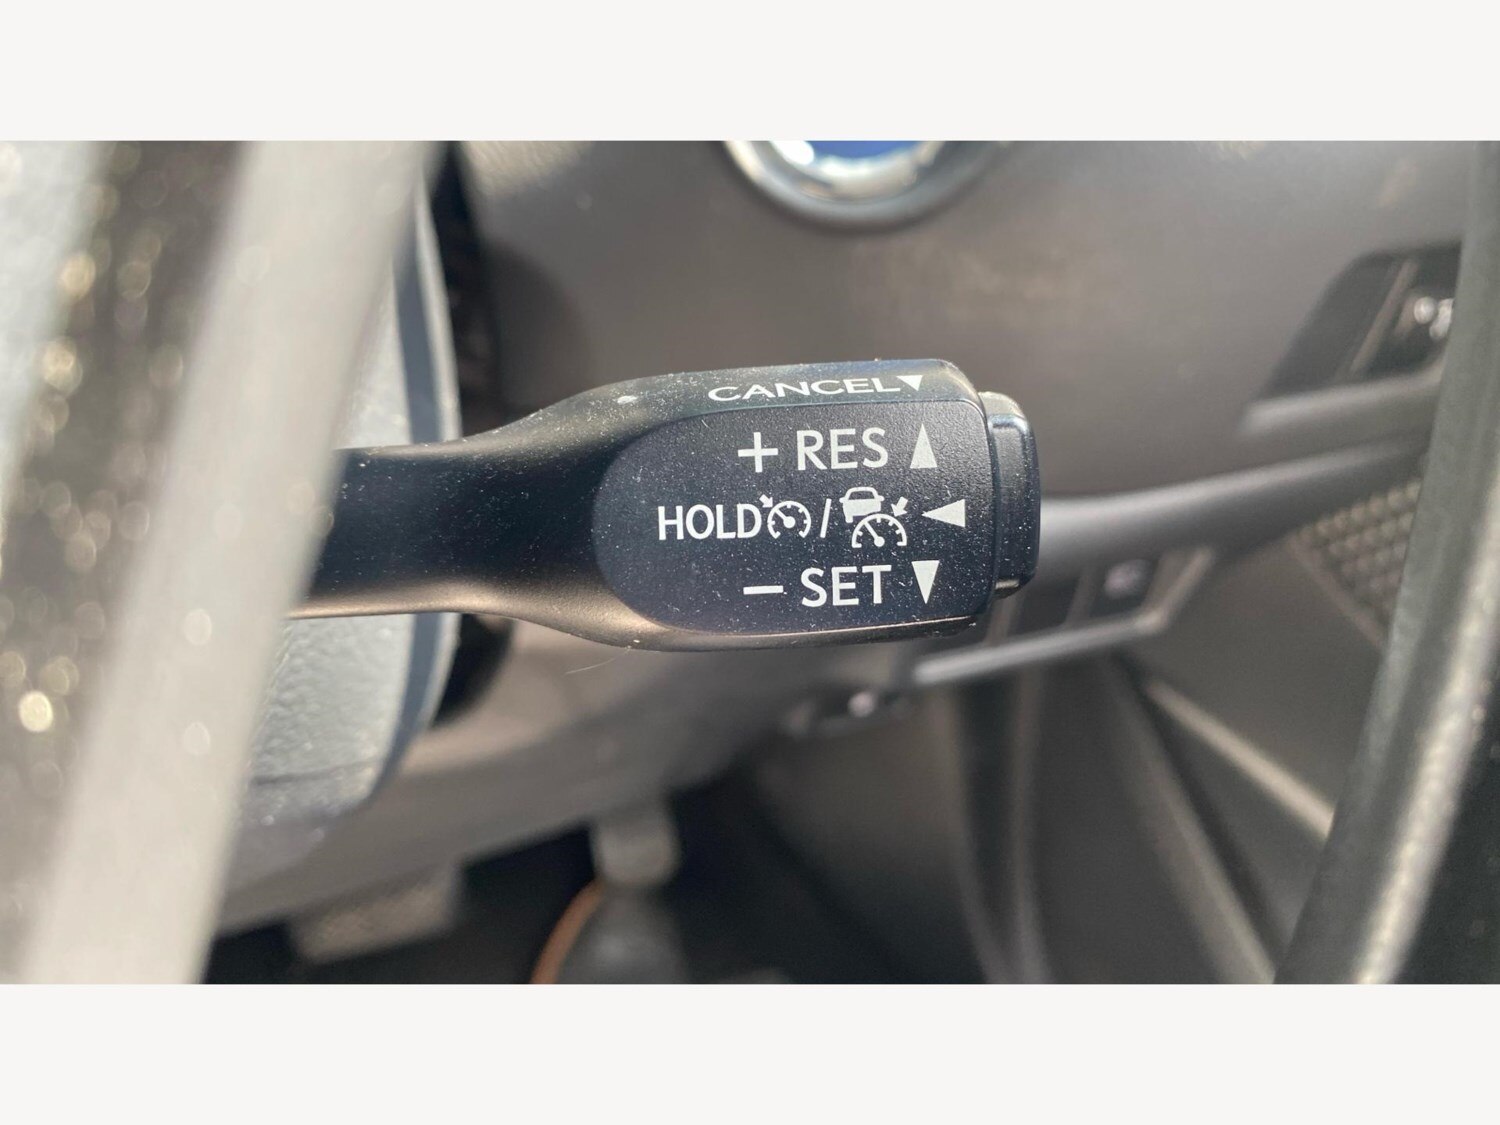 CANCEL▼
+ RES ▲
HOLD / ◀
− SET ▼